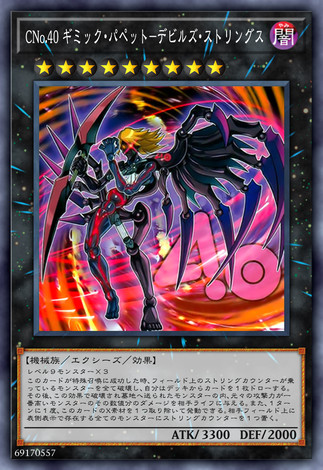 CNo.40 ギミック・パペット－デビルズ・ストリングス
闇
【機械族／エクシーズ／効果】
レベル９モンスター×３
このカードが特殊召喚に成功した時、フィールド上のストリングカウンターが乗
っているモンスターを全て破壊し、自分はデッキからカードを１枚ドローする。
その後、この効果で破壊され墓地へ送られたモンスターの内、元々の攻撃力が一
番高いモンスターのその数値分のダメージを相手ライフに与える。また、１ター
ンに１度、このカードのX素材を１つ取り除いて発動できる。相手フィールド上に
表側表示で存在する全てのモンスターにストリングカウンターを１つ置く。
ATK/ 3300 DEF/2000
69170557